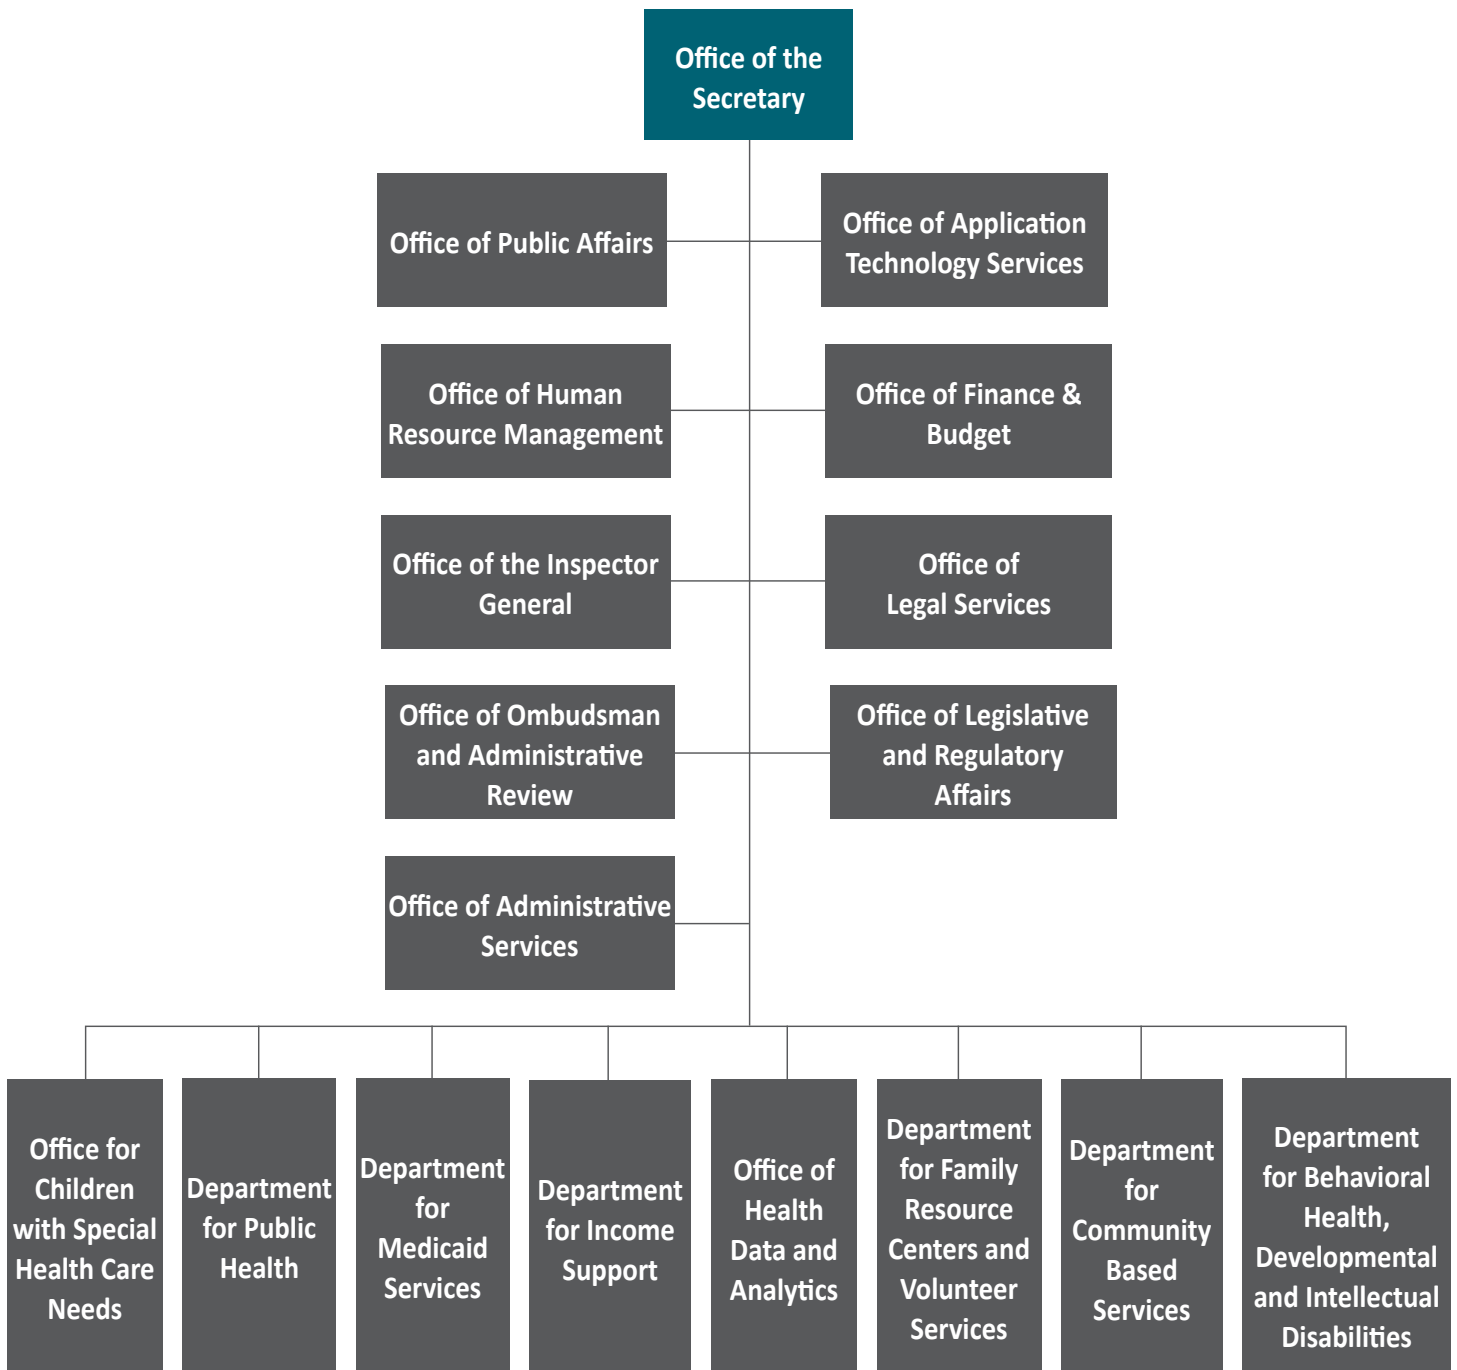 Office of the
Secretary
Office of Public Affairs
Office of Application
Technology Services
Office of Human
Resource Management
Office of Finance &
Budget
Office of the Inspector
General
Office of
Legal Services
Office of Ombudsman
and Administrative
Review
Office of Legislative
and Regulatory
Affairs
Office of Administrative
Services
Office for
Children
with Special
Health Care
Needs
Department
for Public
Health
Department
for
Medicaid
Services
Department
for Income
Support
Office of
Health
Data and
Analytics
Department
for Family
Resource
Centers and
Volunteer
Services
Department
for
Community
Based
Services
Department
for Behavioral
Health,
Developmental
and Intellectual
Disabilities